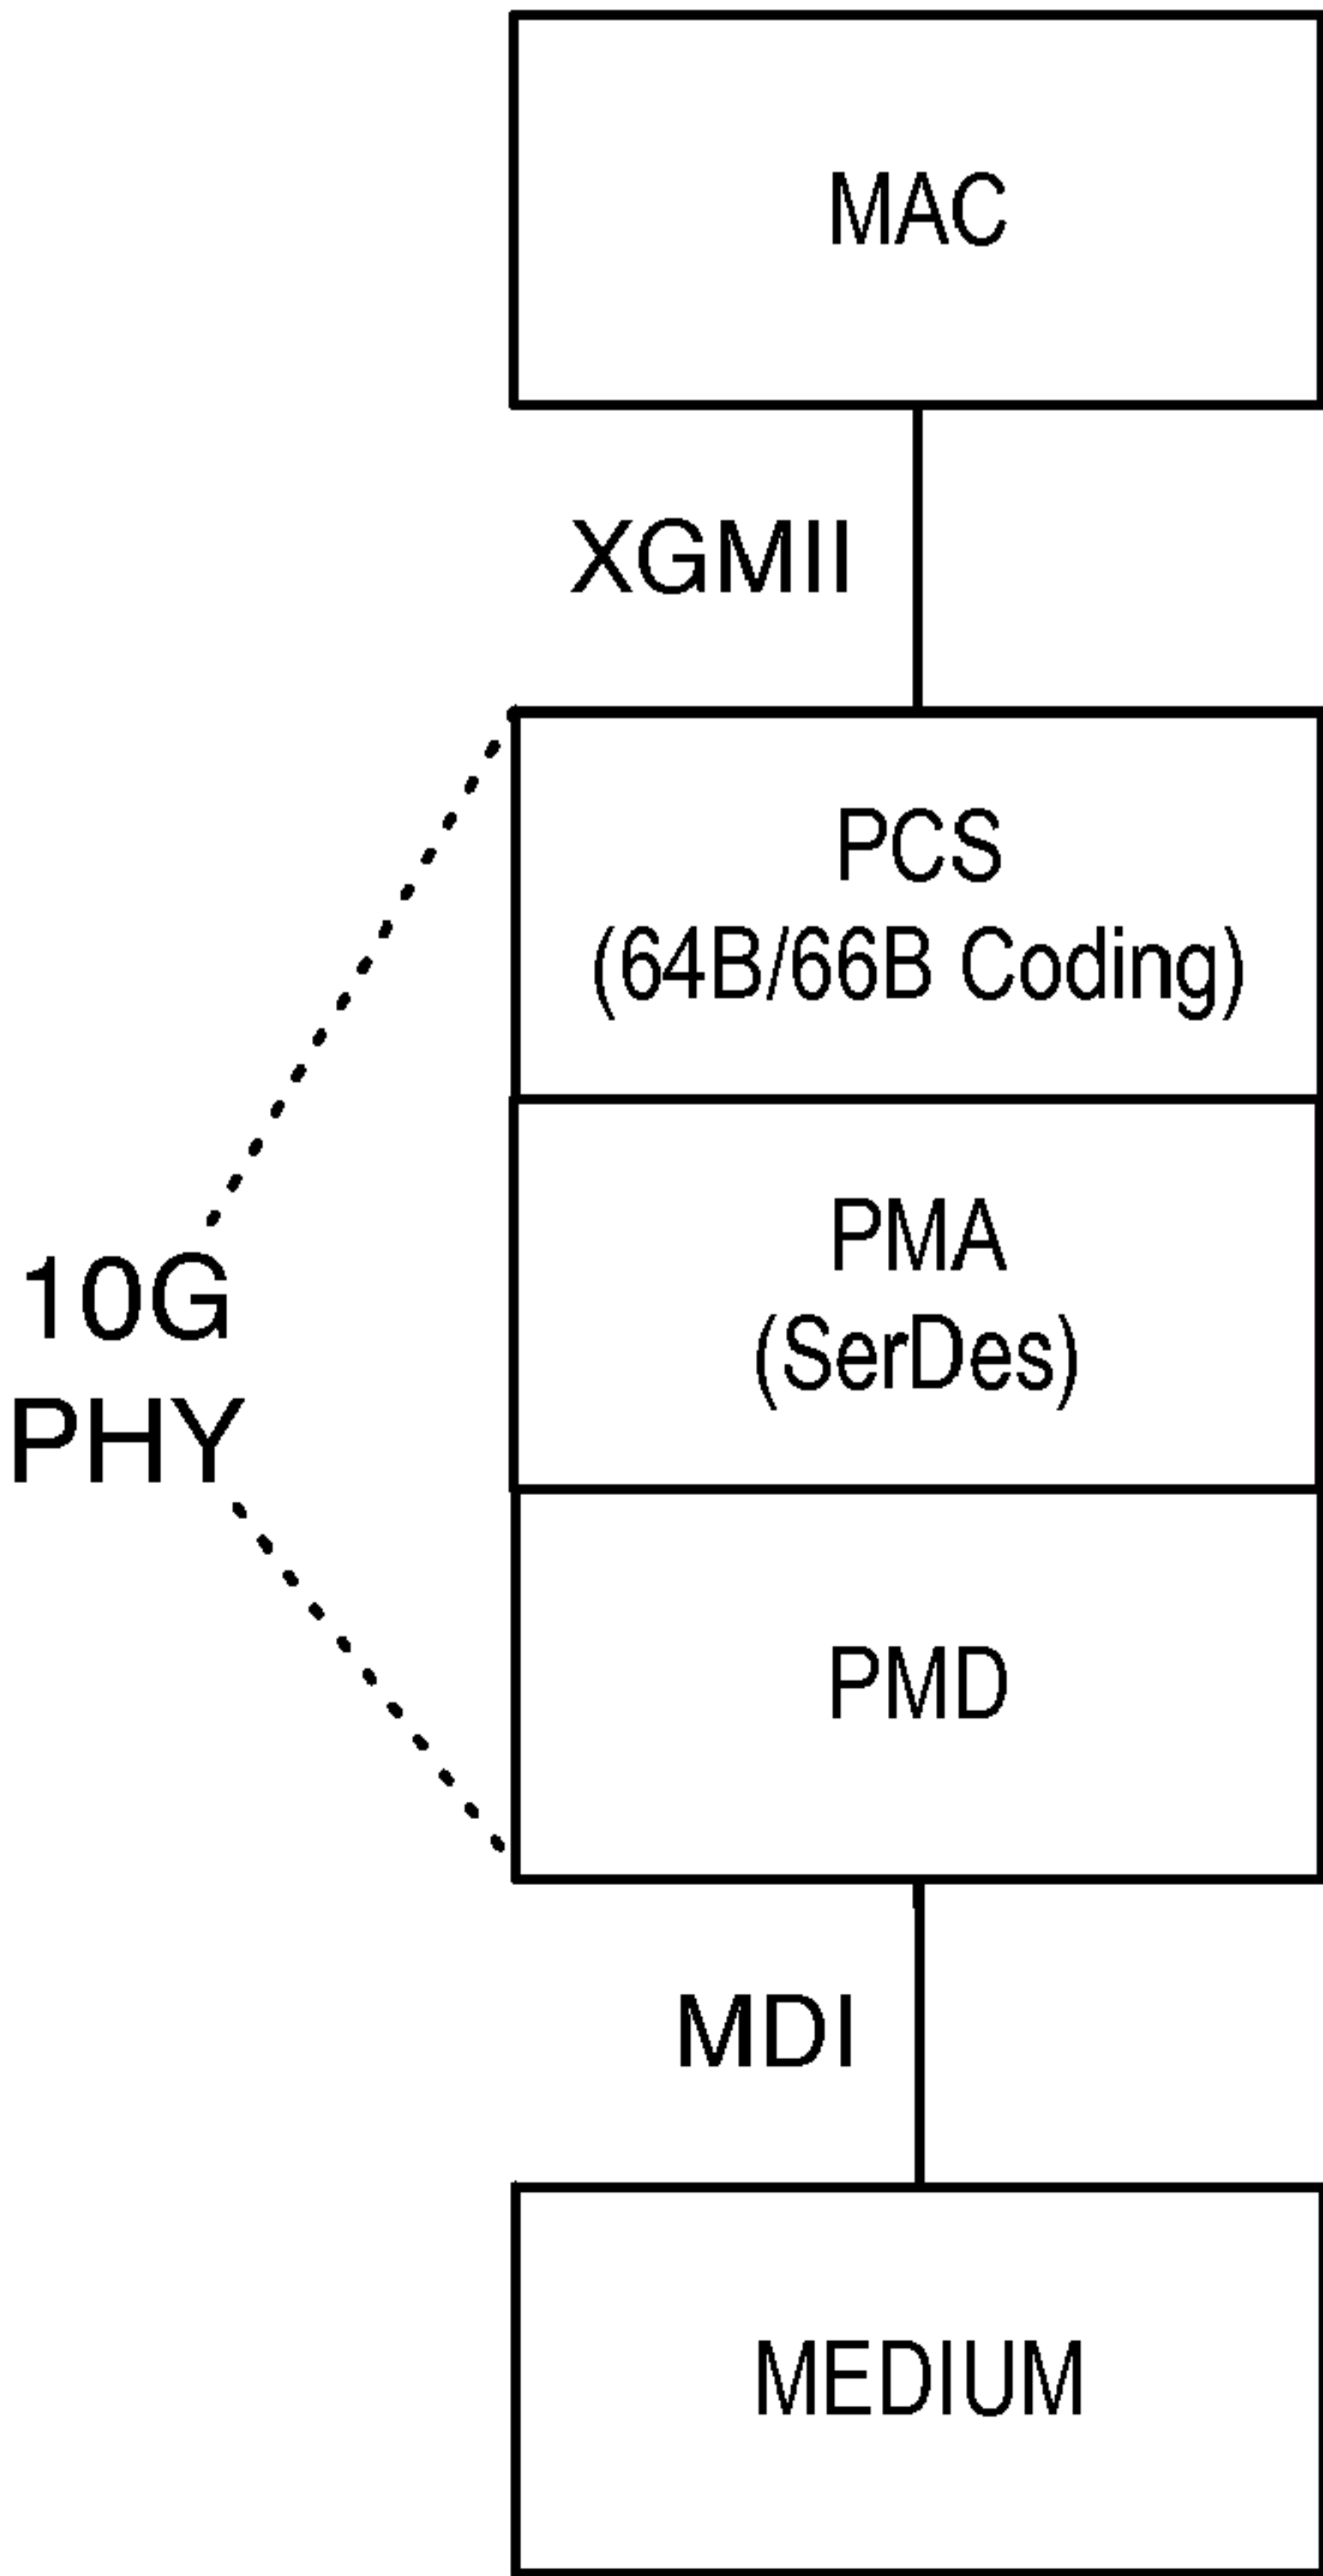 MAC
XGMII
PCS
(64B/66B Coding)
PMA
(SerDes)
10G
PHY
PMD
MDI
MEDIUM